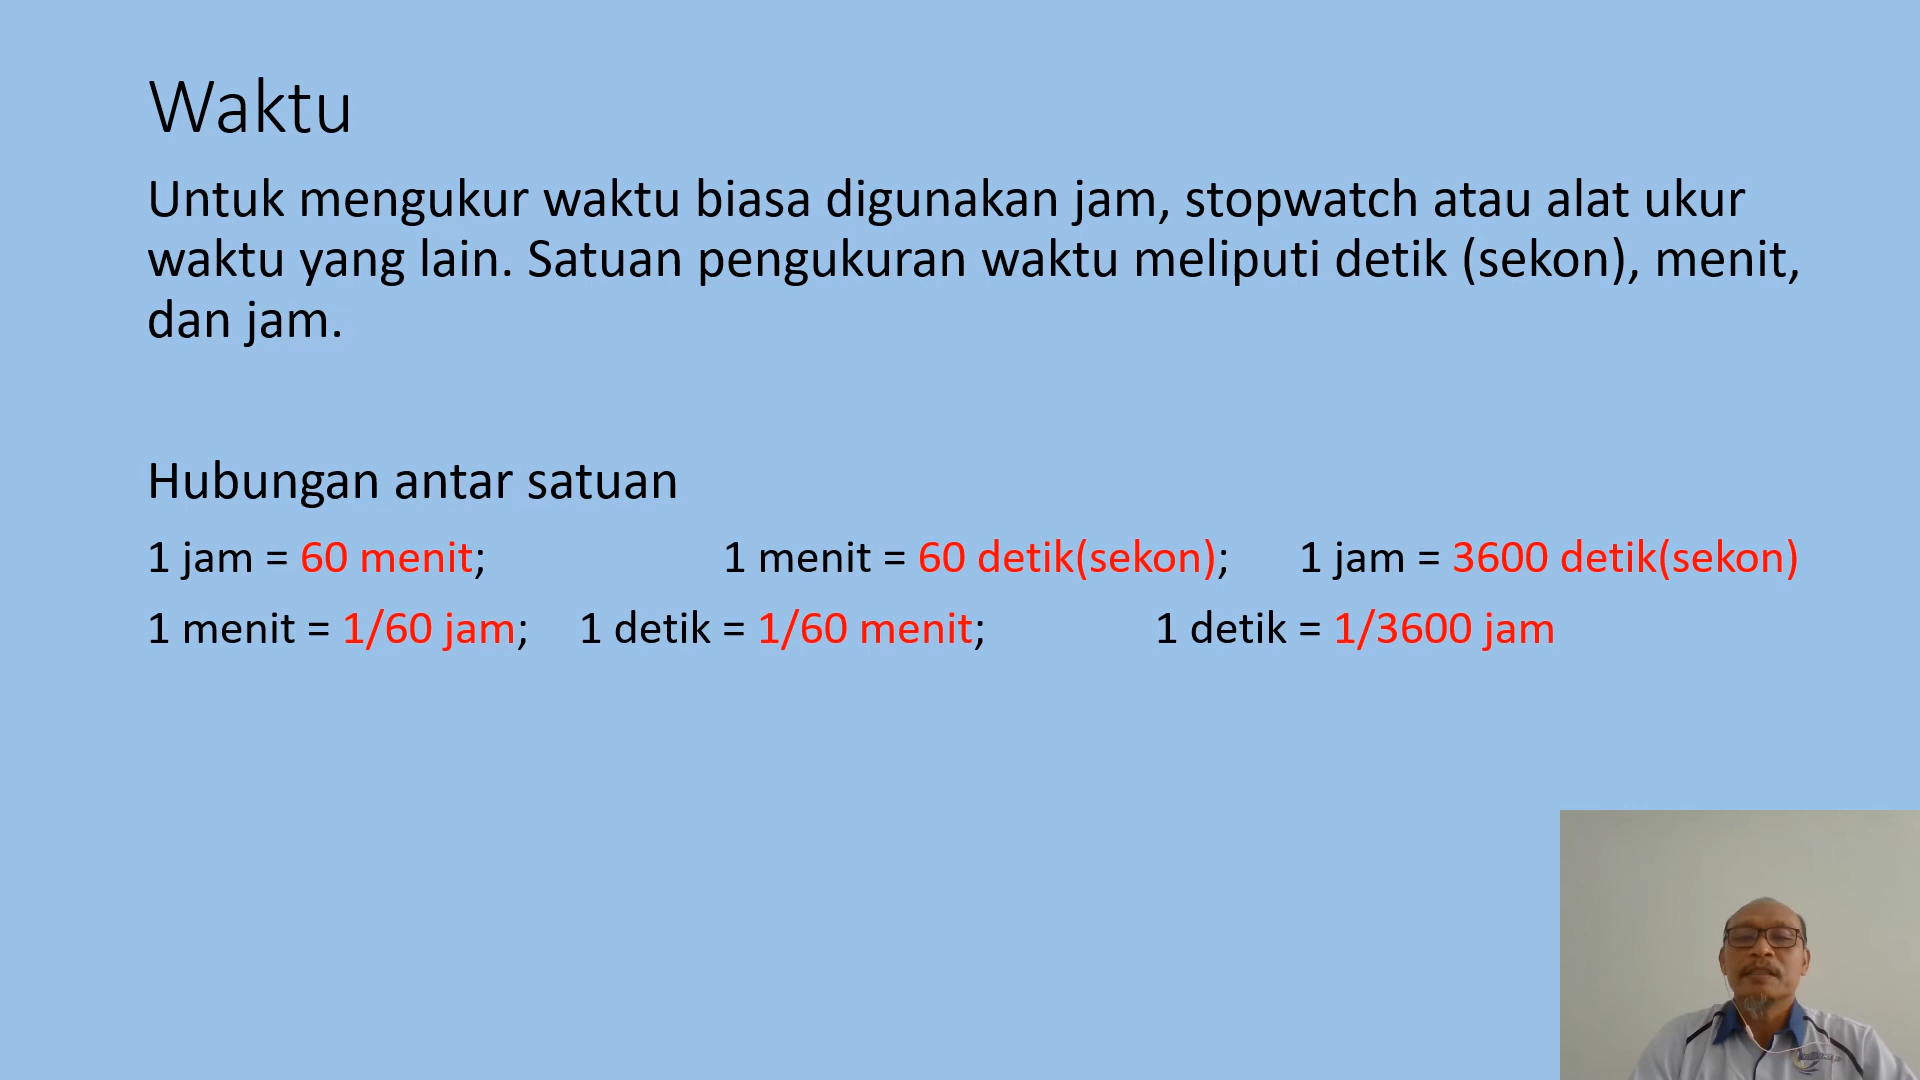 Waktu
Untuk mengukur waktu biasa digunakan jam, stopwatch atau alat ukur
waktu yang lain. Satuan pengukuran waktu meliputi detik (sekon), menit,
dan jam.
Hubungan antar satuan
1 jam = 60 menit; 1 menit = 60 detik(sekon); 1 jam = 3600 detik(sekon)
1 menit = 1/60 jam; 1 detik = 1/60 menit; 1 detik = 1/3600 jam